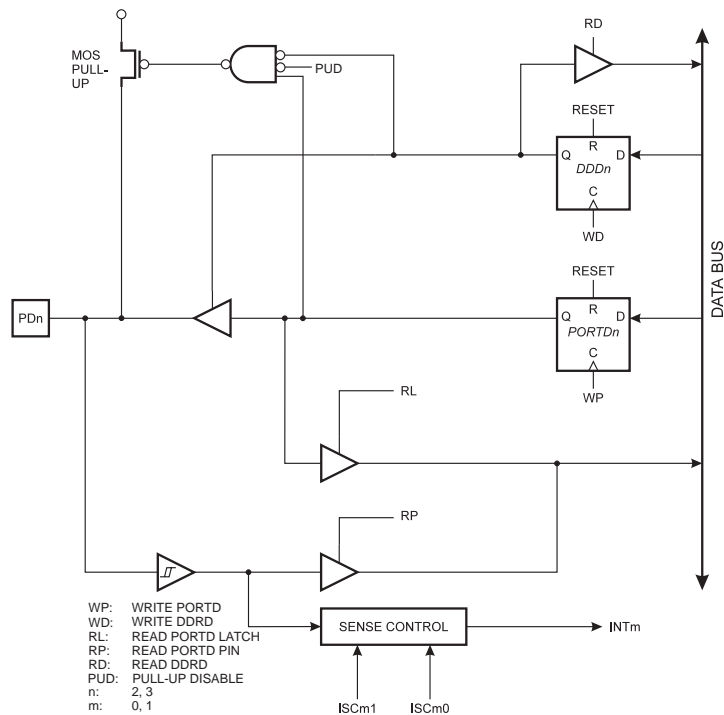 RD
MOS
PULL-
UP
PUD
RESET
R
Q
D
DDDn
C
WD
DATA BUS
RESET
PDn
R
Q
D
PORTDn
C
WP
RL
RP
WP: WRITE PORTD
WD: WRITE DDRD
RL: READ PORTD LATCH
RP: READ PORTD PIN
RD: READ DDRD
PUD: PULL-UP DISABLE
n: 2, 3
m: 0, 1
SENSE CONTROL
INTm
ISCm1
ISCm0